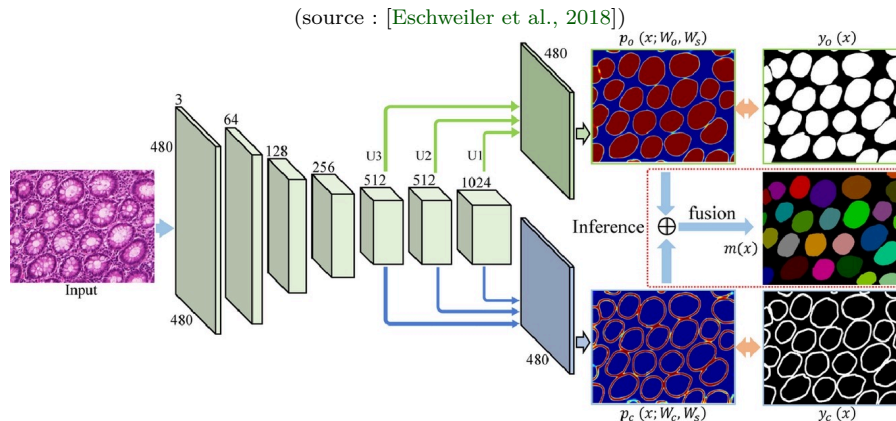 (source : [Eschweiler et al., 2018])
480
p_o (x; W_o, W_s)
y_o (x)
3
64
480
128
256
U3
U2
U1
512
512
1024
Inference
fusion
m(x)
Input
480
480
p_c (x; W_c, W_s)
y_c (x)